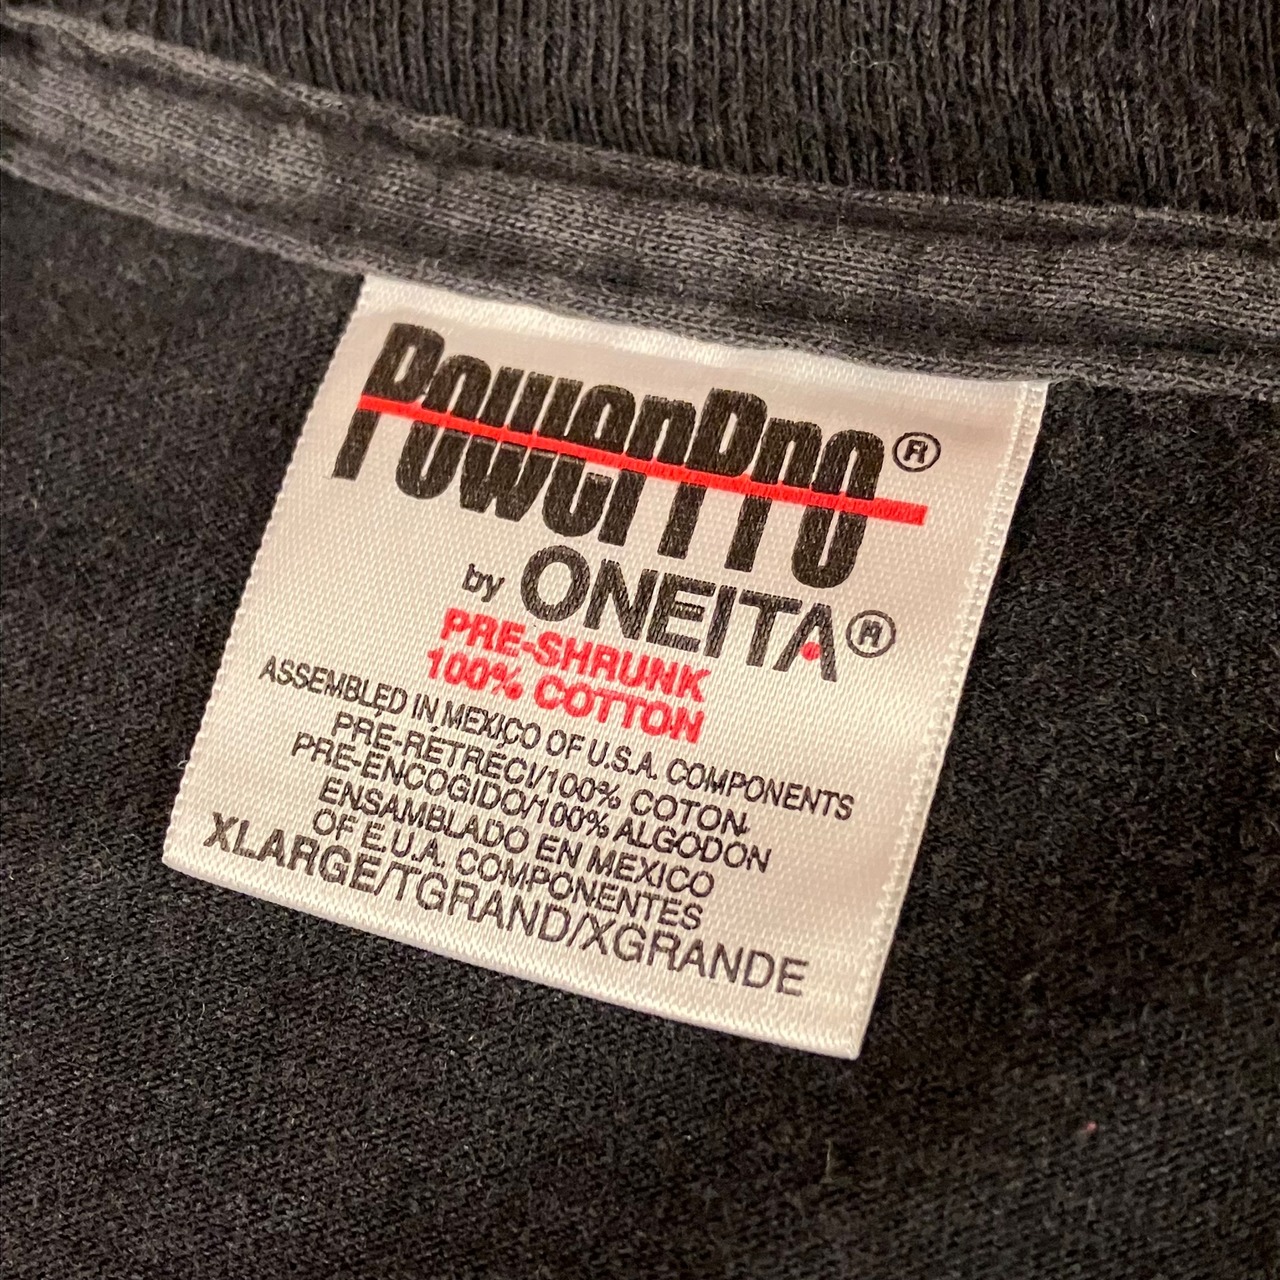 PowerPro®
by ONEITA®
PRE-SHRUNK
100% COTTON
ASSEMBLED IN MEXICO OF U.S.A. COMPONENTS
PRE-RÉTRÉCI/100% COTON
PRE-ENCOGIDO/100% ALGODON
ENSAMBLADO EN MEXICO
OF E.U.A. COMPONENTES
XLARGE/TGRAND/XGRANDE